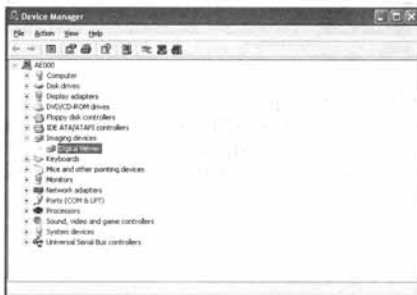 Device Manager
File Action View Help
AE000
Computer
Disk drives
Display adapters
DVD/CD-ROM drives
Floppy disk controllers
IDE ATA/ATAPI controllers
Imaging devices
Digital Viewer
Keyboards
Mice and other pointing devices
Monitors
Network adapters
Ports (COM & LPT)
Processors
Sound, video and game controllers
System devices
Universal Serial Bus controllers